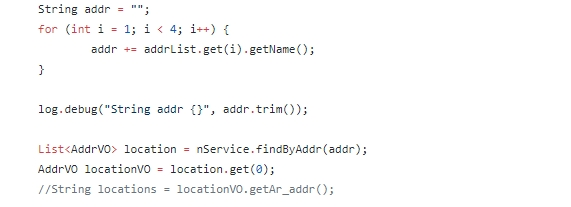 String addr = "";
for (int i = 1; i < 4; i++) {
addr += addrList.get(i).getName();
}
log.debug("String addr {}", addr.trim());
List<AddrVO> location = nService.findByAddr(addr);
AddrVO locationVO = location.get(0);
//String locations = locationVO.getAr_addr();